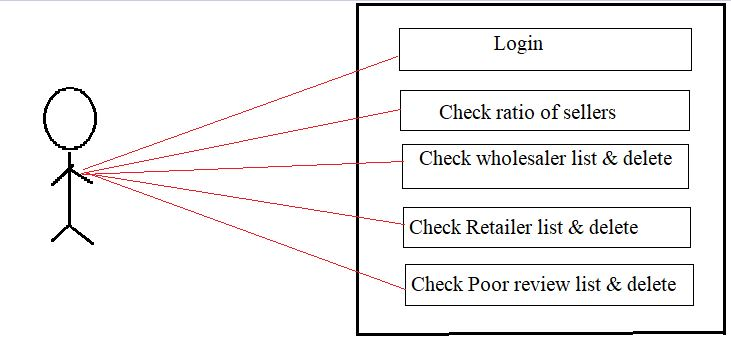 Login
Check ratio of sellers
Check wholesaler list & delete
Check Retailer list & delete
Check Poor review list & delete